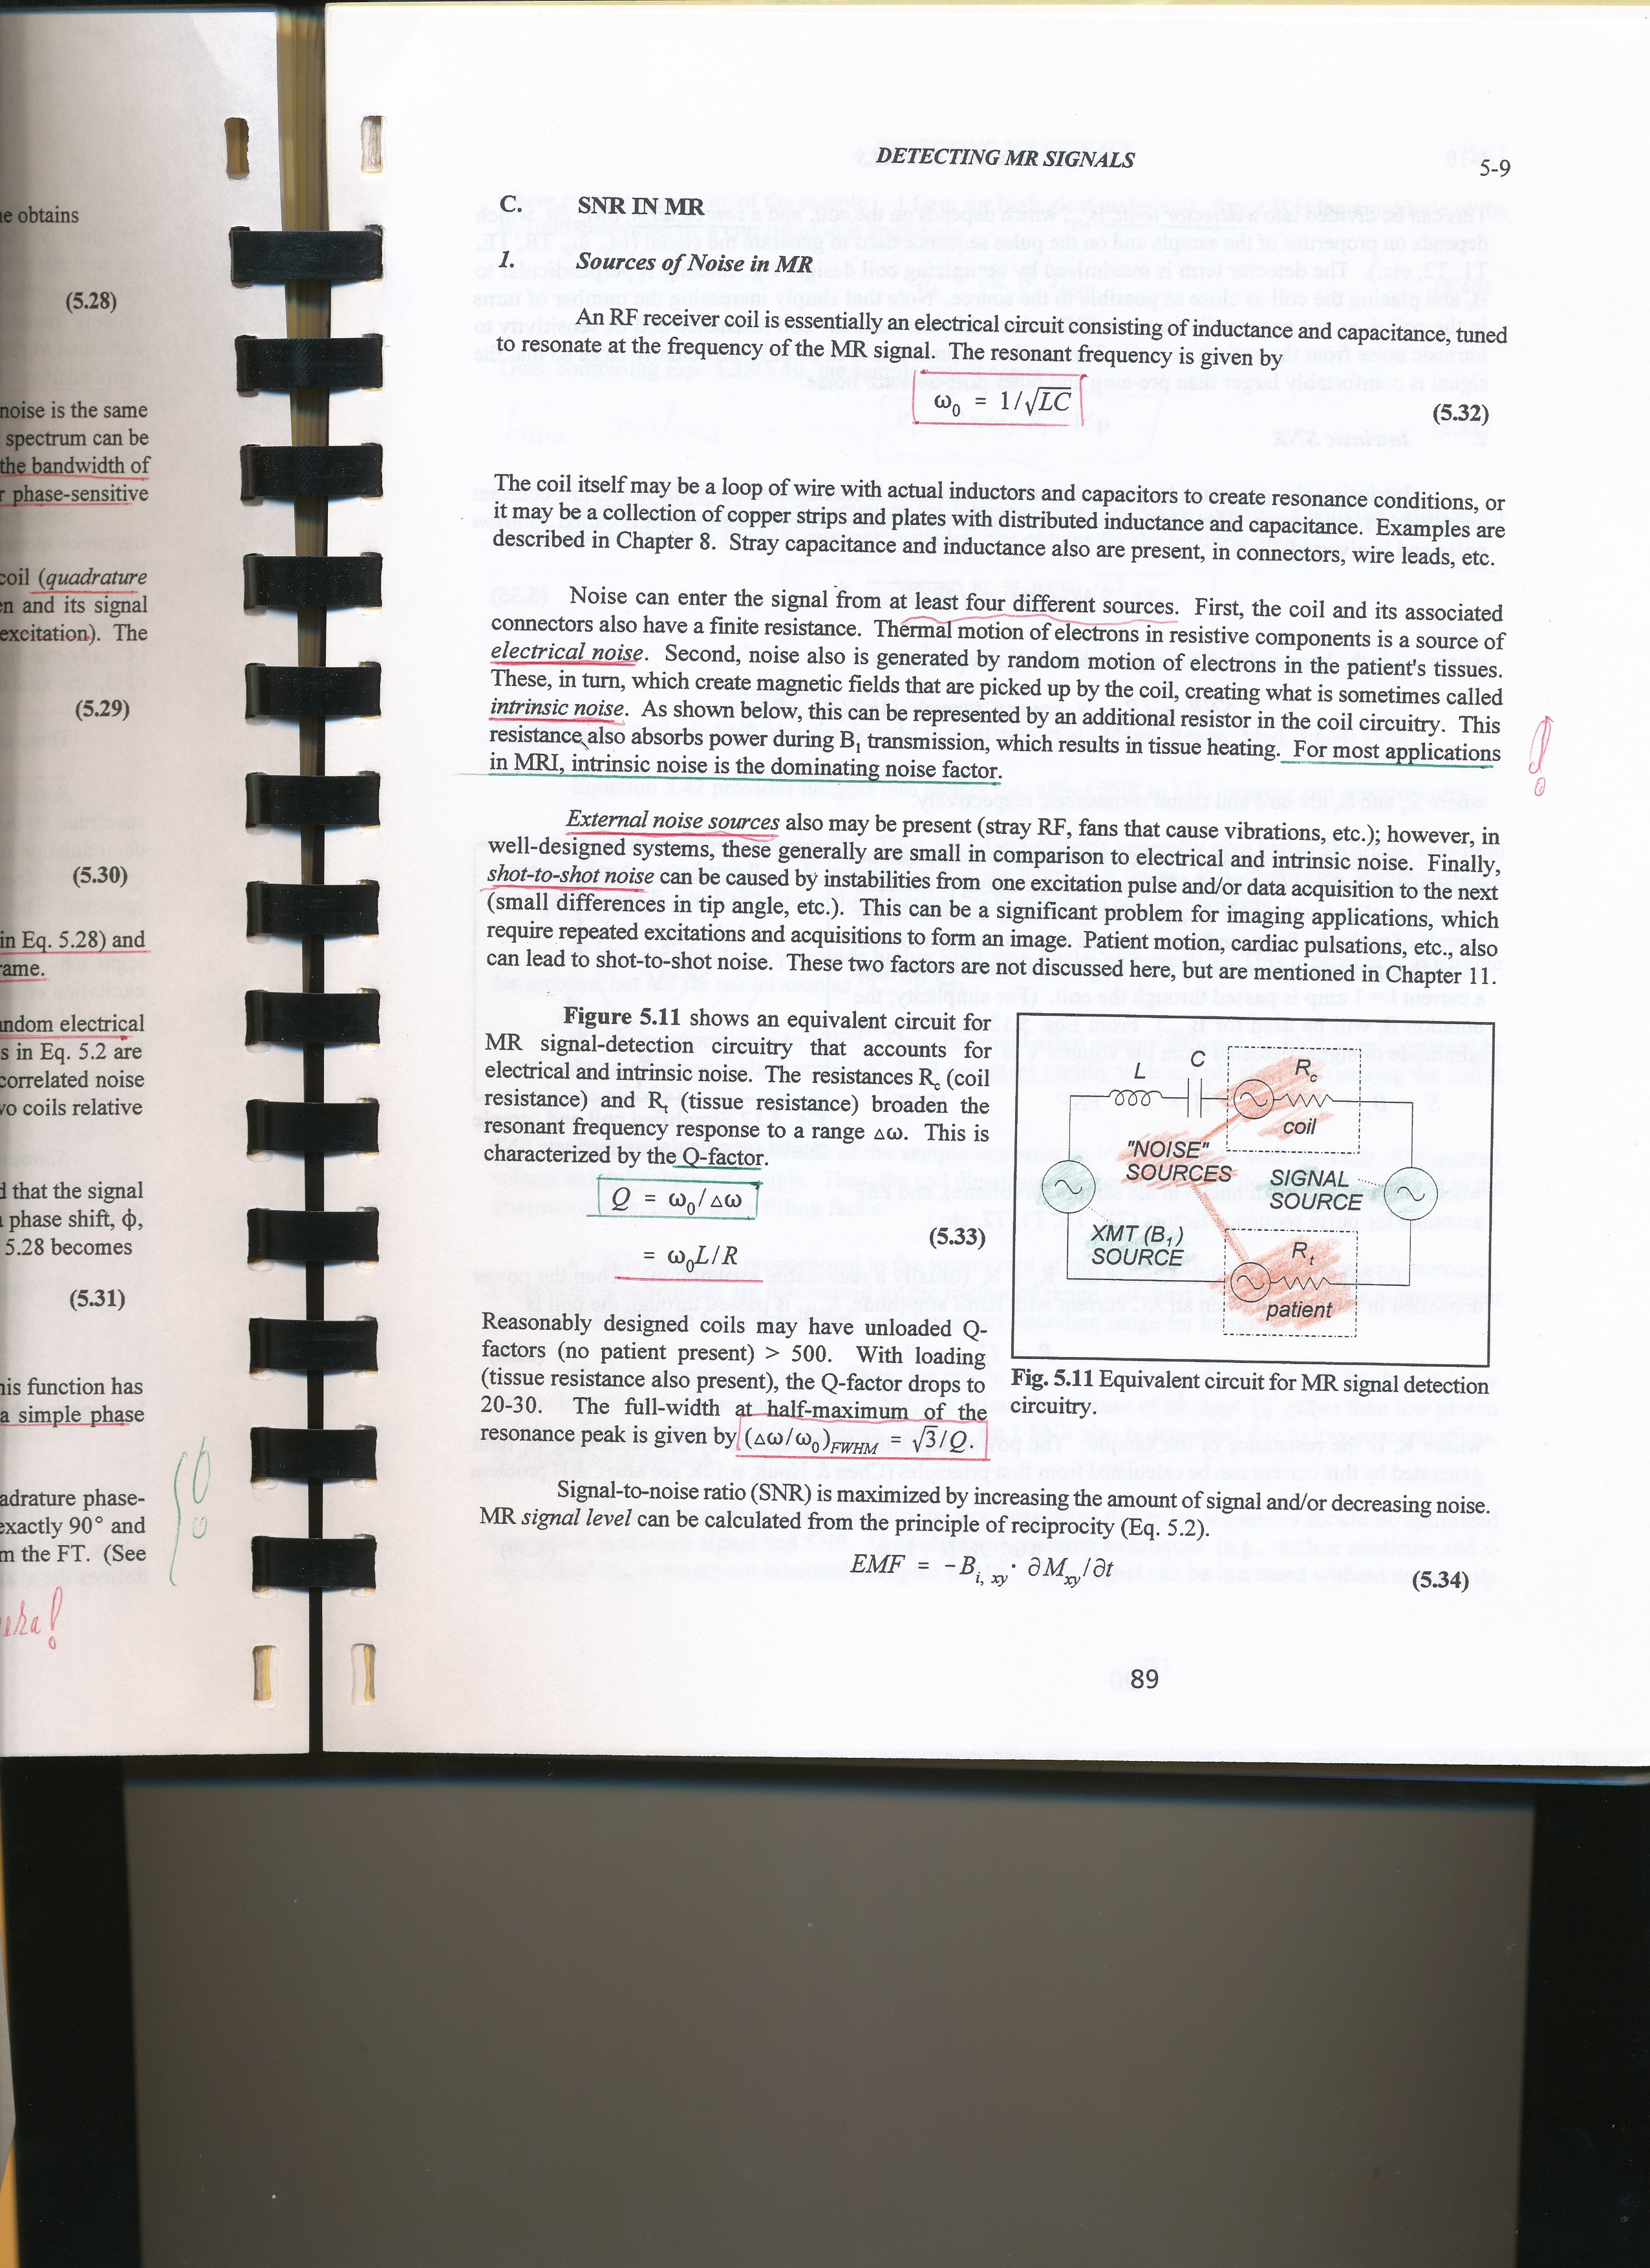 ne obtains
(5.28)
noise is the same
spectrum can be
the bandwidth of
r phase-sensitive
coil (quadrature
en and its signal
excitation). The
(5.29)
(5.30)
in Eq. 5.28) and
rame.
ndom electrical
s in Eq. 5.2 are
correlated noise
vo coils relative
d that the signal
phase shift, ϕ,
5.28 becomes
(5.31)
his function has
a simple phase
adrature phase-
exactly 90° and
m the FT. (See
DETECTING MR SIGNALS
5-9
C. SNR IN MR
1. Sources of Noise in MR
An RF receiver coil is essentially an electrical circuit consisting of inductance and capacitance, tuned
to resonate at the frequency of the MR signal. The resonant frequency is given by
ω₀ = 1/√LC
(5.32)
The coil itself may be a loop of wire with actual inductors and capacitors to create resonance conditions, or
it may be a collection of copper strips and plates with distributed inductance and capacitance. Examples are
described in Chapter 8. Stray capacitance and inductance also are present, in connectors, wire leads, etc.
Noise can enter the signal from at least four different sources. First, the coil and its associated
connectors also have a finite resistance. Thermal motion of electrons in resistive components is a source of
electrical noise. Second, noise also is generated by random motion of electrons in the patient's tissues.
These, in turn, which create magnetic fields that are picked up by the coil, creating what is sometimes called
intrinsic noise. As shown below, this can be represented by an additional resistor in the coil circuitry. This
resistance also absorbs power during B₁ transmission, which results in tissue heating. For most applications
in MRI, intrinsic noise is the dominating noise factor.
External noise sources also may be present (stray RF, fans that cause vibrations, etc.); however, in
well-designed systems, these generally are small in comparison to electrical and intrinsic noise. Finally,
shot-to-shot noise can be caused by instabilities from one excitation pulse and/or data acquisition to the next
(small differences in tip angle, etc.). This can be a significant problem for imaging applications, which
require repeated excitations and acquisitions to form an image. Patient motion, cardiac pulsations, etc., also
can lead to shot-to-shot noise. These two factors are not discussed here, but are mentioned in Chapter 11.
Figure 5.11 shows an equivalent circuit for
MR signal-detection circuitry that accounts for
electrical and intrinsic noise. The resistances R_c (coil
resistance) and R_t (tissue resistance) broaden the
resonant frequency response to a range Δω. This is
characterized by the Q-factor.
Q = ω₀/Δω
(5.33)
= ω₀L/R
Reasonably designed coils may have unloaded Q-
factors (no patient present) > 500. With loading
(tissue resistance also present), the Q-factor drops to
20-30. The full-width at half-maximum of the
resonance peak is given by (Δω/ω₀)_FWHM = √3/Q.
L
C
R_c
coil
"NOISE"
SOURCES
SIGNAL
SOURCE
XMT (B₁)
SOURCE
R_t
patient
Fig. 5.11 Equivalent circuit for MR signal detection
circuitry.
Signal-to-noise ratio (SNR) is maximized by increasing the amount of signal and/or decreasing noise.
MR signal level can be calculated from the principle of reciprocity (Eq. 5.2).
EMF = -B_i, xy · ∂M_xy/∂t
(5.34)
89